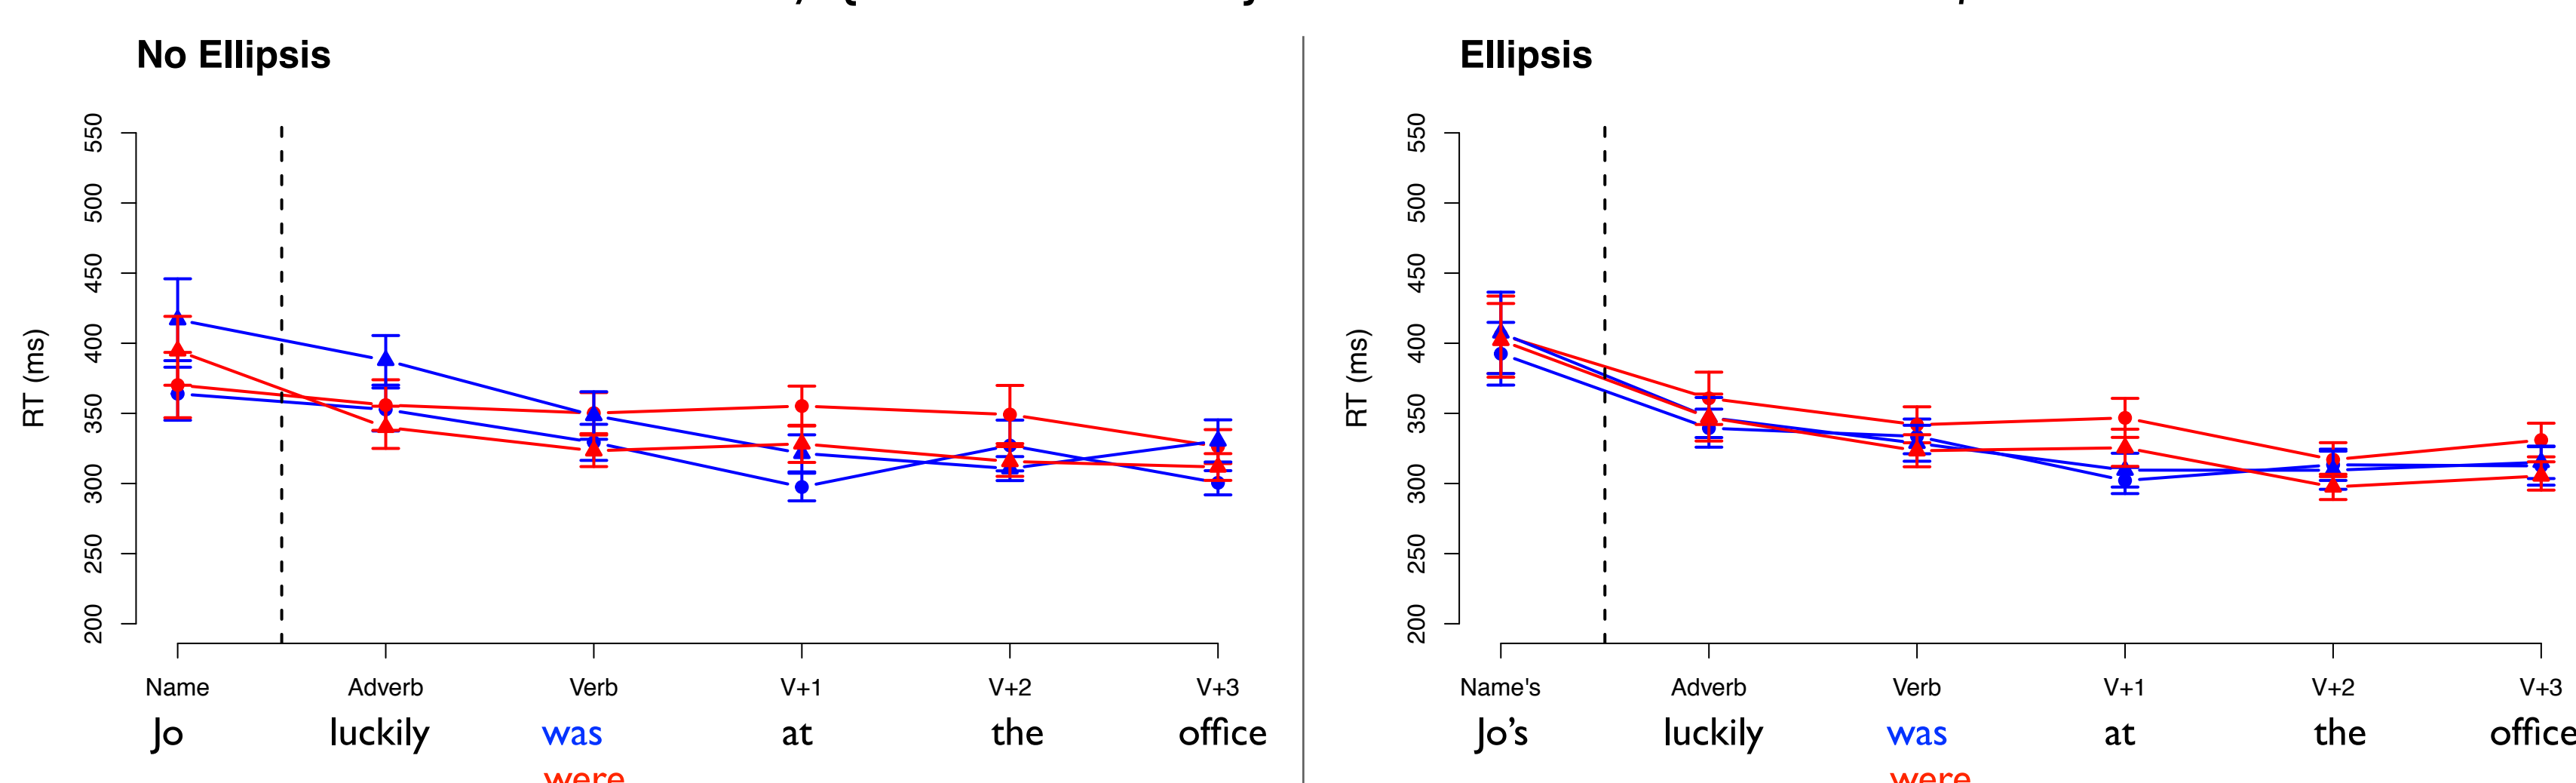 No Ellipsis
550
500
450
400
350
300
250
200
RT (ms)
Name Adverb Verb V+1 V+2 V+3
Jo luckily was at the office
were
Ellipsis
550
500
450
400
350
300
250
200
RT (ms)
Name's Adverb Verb V+1 V+2 V+3
Jo’s luckily was at the office
were